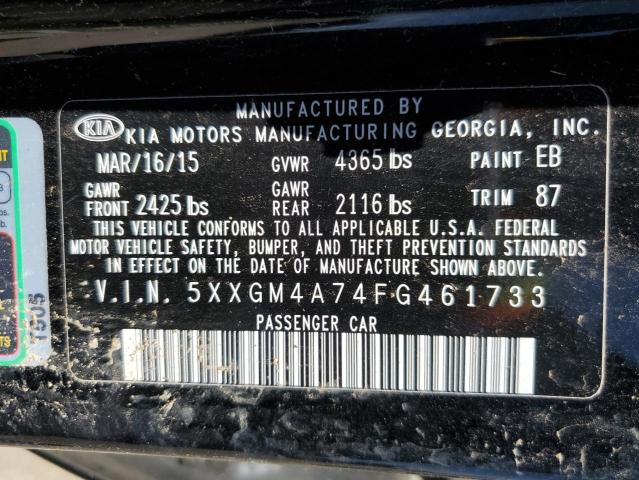 MANUFACTURED BY
KIA KIA MOTORS MANUFACTURING GEORGIA, INC.
MAR/16/15 GVWR 4365 lbs PAINT EB
GAWR FRONT 2425 lbs GAWR REAR 2116 lbs TRIM 87
THIS VEHICLE CONFORMS TO ALL APPLICABLE U.S.A. FEDERAL
MOTOR VEHICLE SAFETY, BUMPER, AND THEFT PREVENTION STANDARDS
IN EFFECT ON THE DATE OF MANUFACTURE SHOWN ABOVE.
V.I.N. 5XXGM4A74FG461733
PASSENGER CAR